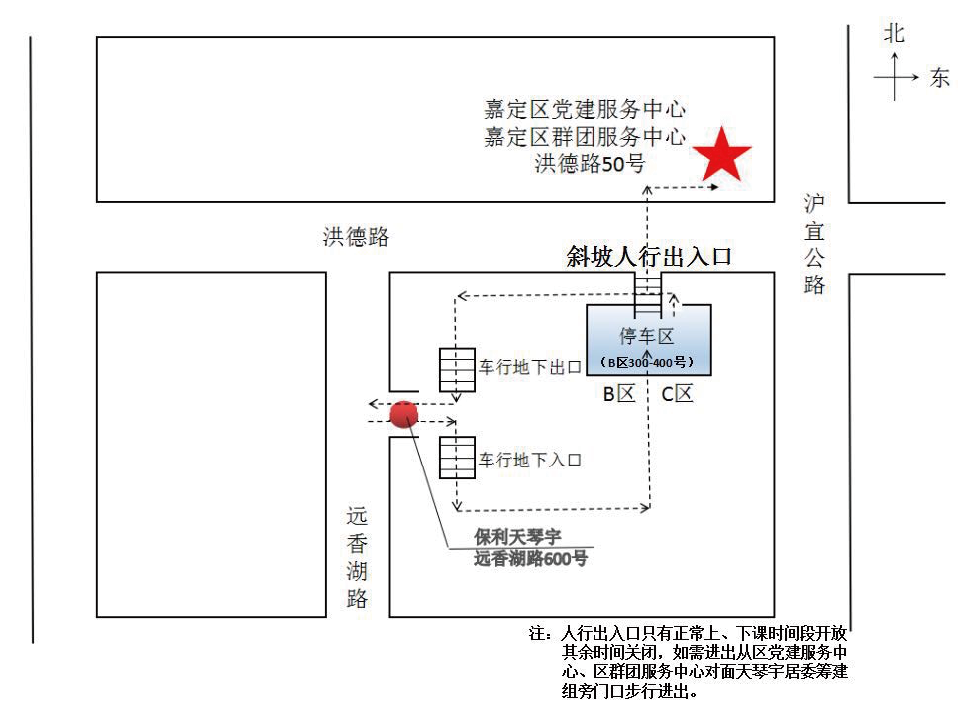 北
东
嘉定区党建服务中心
嘉定区群团服务中心
洪德路50号
沪宜公路
洪德路
斜坡人行出入口
停车区
（B区300-400号）
车行地下出口
B区
C区
车行地下入口
远香湖路
保利天琴宇
远香湖路600号
注：人行出入口只有正常上、下课时间段开放
其余时间关闭，如需进出从区党建服务中
心、区群团服务中心对面天琴宇居委筹建
组旁门口步行进出。